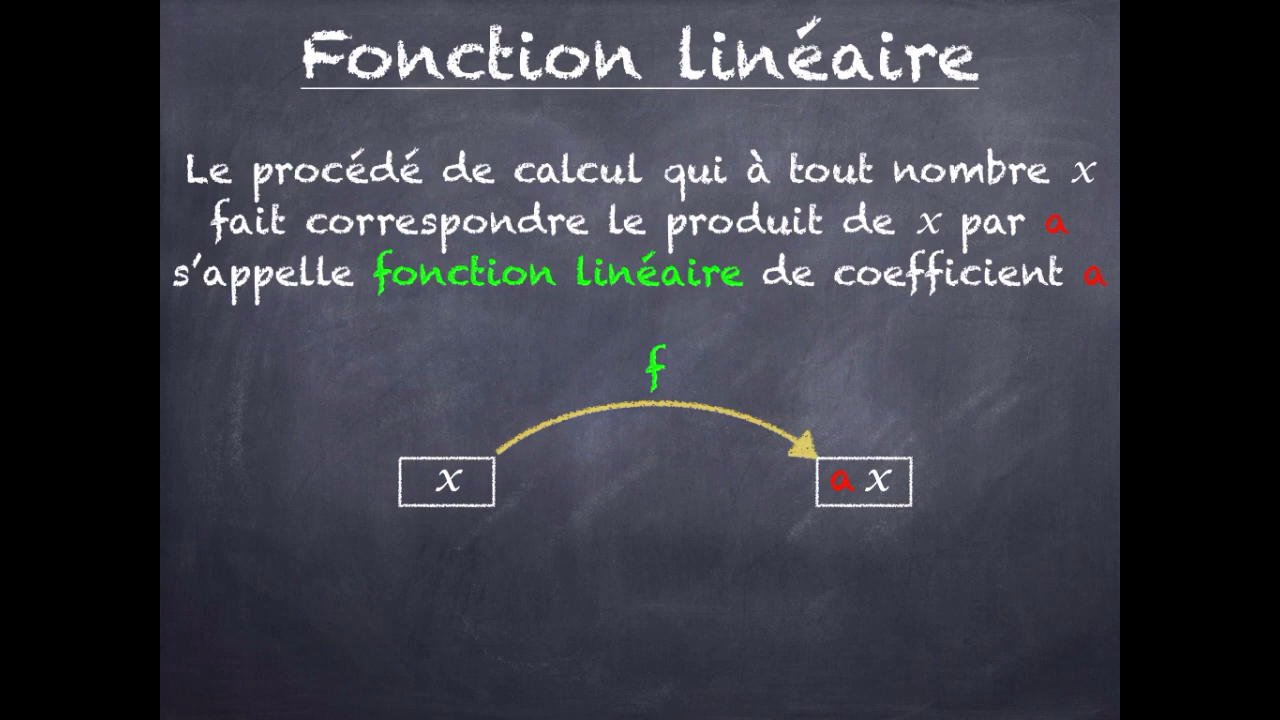 Fonction linéaire
Le procédé de calcul qui à tout nombre x
fait correspondre le produit de x par a
s'appelle fonction linéaire de coefficient a
f
x
a x